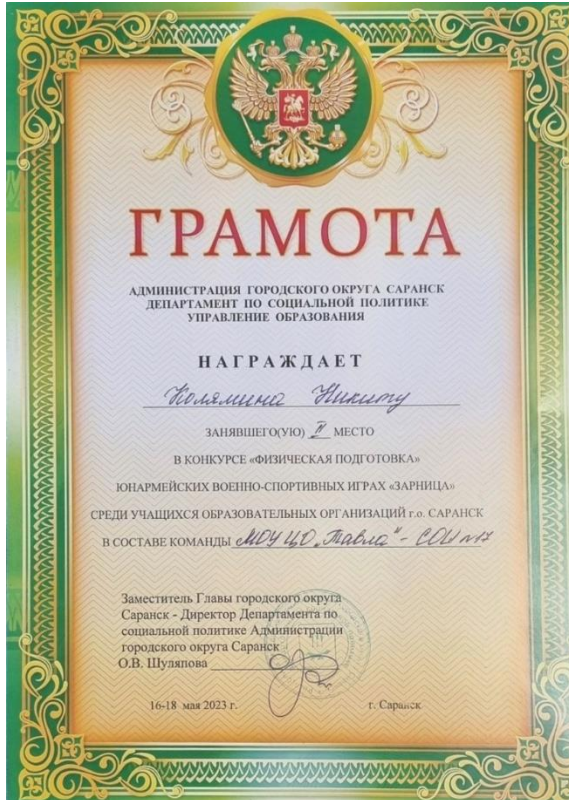 ГРАМОТА
АДМИНИСТРАЦИЯ ГОРОДСКОГО ОКРУГА САРАНСК
ДЕПАРТАМЕНТ ПО СОЦИАЛЬНОЙ ПОЛИТИКЕ
УПРАВЛЕНИЕ ОБРАЗОВАНИЯ
НАГРАЖДАЕТ
Колямина Никиту
ЗАНЯВШЕГО(УЮ) II МЕСТО
В КОНКУРСЕ «ФИЗИЧЕСКАЯ ПОДГОТОВКА»
ЮНАРМЕЙСКИХ ВОЕННО-СПОРТИВНЫХ ИГРАХ «ЗАРНИЦА»
СРЕДИ УЧАЩИХСЯ ОБРАЗОВАТЕЛЬНЫХ ОРГАНИЗАЦИЙ г.о. САРАНСК
В СОСТАВЕ КОМАНДЫ МОУ ЦО „Тавла" - СОШ №17
Заместитель Главы городского округа
Саранск - Директор Департамента по
социальной политике Администрации
городского округа Саранск
О.В. Шуляпова
16-18 мая 2023 г. г. Саранск